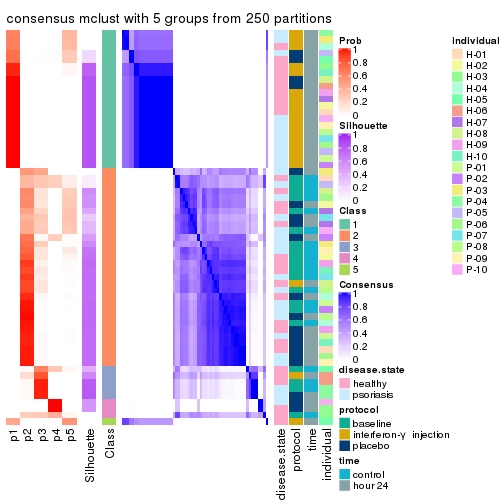 consensus mclust with 5 groups from 250 partitions
Prob
1
0.8
0.6
0.4
0.2
0
Silhouette
1
0.8
0.6
0.4
0.2
0
Class
1
2
3
4
5
Consensus
1
0.8
0.6
0.4
0.2
0
disease.state
healthy
psoriasis
protocol
baseline
interferon-γ injection
placebo
time
control
hour 24
individual
H-01
H-02
H-03
H-04
H-05
H-06
H-07
H-08
H-09
H-10
P-01
P-02
P-03
P-04
P-05
P-06
P-07
P-08
P-09
P-10
p1
p2
p3
p4
p5
Silhouette
Class
disease.state
protocol
time
individual